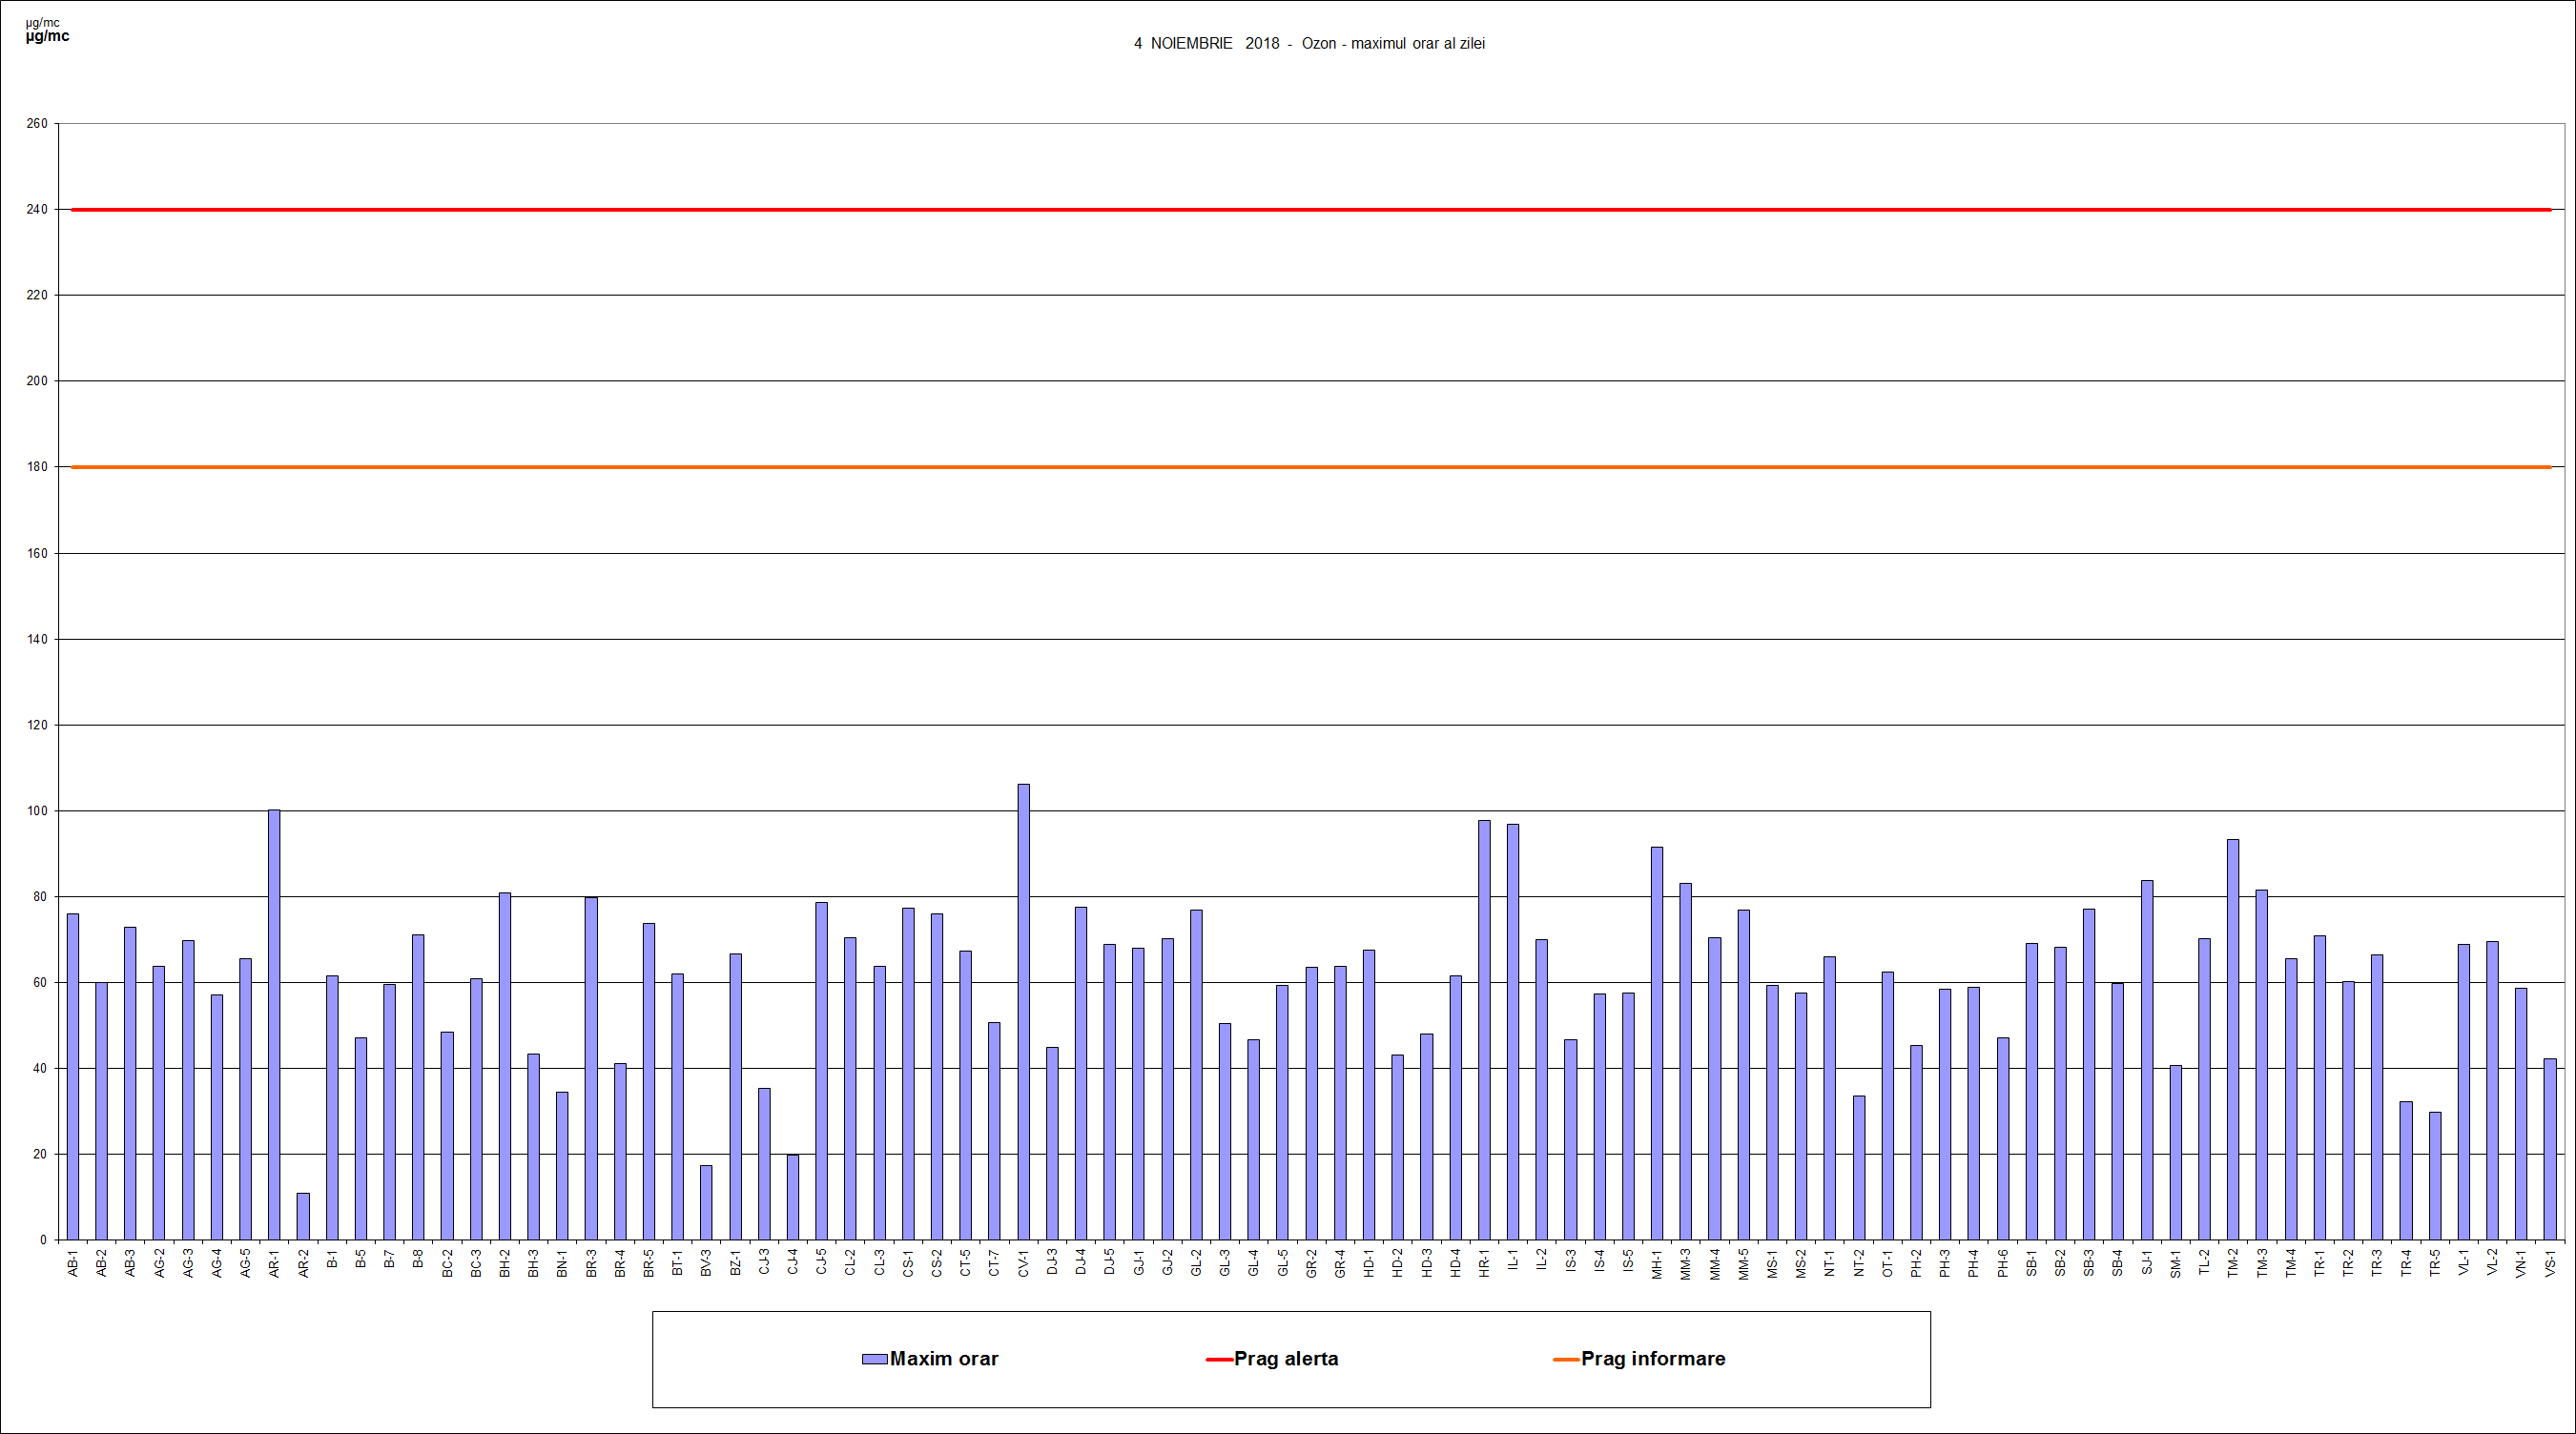 µg/mc
µg/mc
4 NOIEMBRIE 2018 - Ozon - maximul orar al zilei
260
240
220
200
180
160
140
120
100
80
60
40
20
0
AB-1 AB-2 AB-3 AG-2 AG-3 AG-4 AG-5 AR-1 AR-2 B-1 B-5 B-7 B-8 BC-2 BC-3 BH-2 BH-3 BN-1 BR-3 BR-4 BR-5 BT-1 BV-3 BZ-1 CJ-3 CJ-4 CJ-5 CL-2 CL-3 CS-1 CS-2 CT-5 CT-7 CV-1 DJ-3 DJ-4 DJ-5 GJ-1 GJ-2 GL-2 GL-3 GL-4 GL-5 GR-2 GR-4 HD-1 HD-2 HD-3 HD-4 HR-1 IL-1 IL-2 IS-3 IS-4 IS-5 MH-1 MM-3 MM-4 MM-5 MS-1 MS-2 NT-1 NT-2 OT-1 PH-2 PH-3 PH-4 PH-6 SB-1 SB-2 SB-3 SB-4 SJ-1 SM-1 TL-2 TM-2 TM-3 TM-4 TR-1 TR-2 TR-3 TR-4 TR-5 VL-1 VL-2 VN-1 VS-1
Maxim orar Prag alerta Prag informare